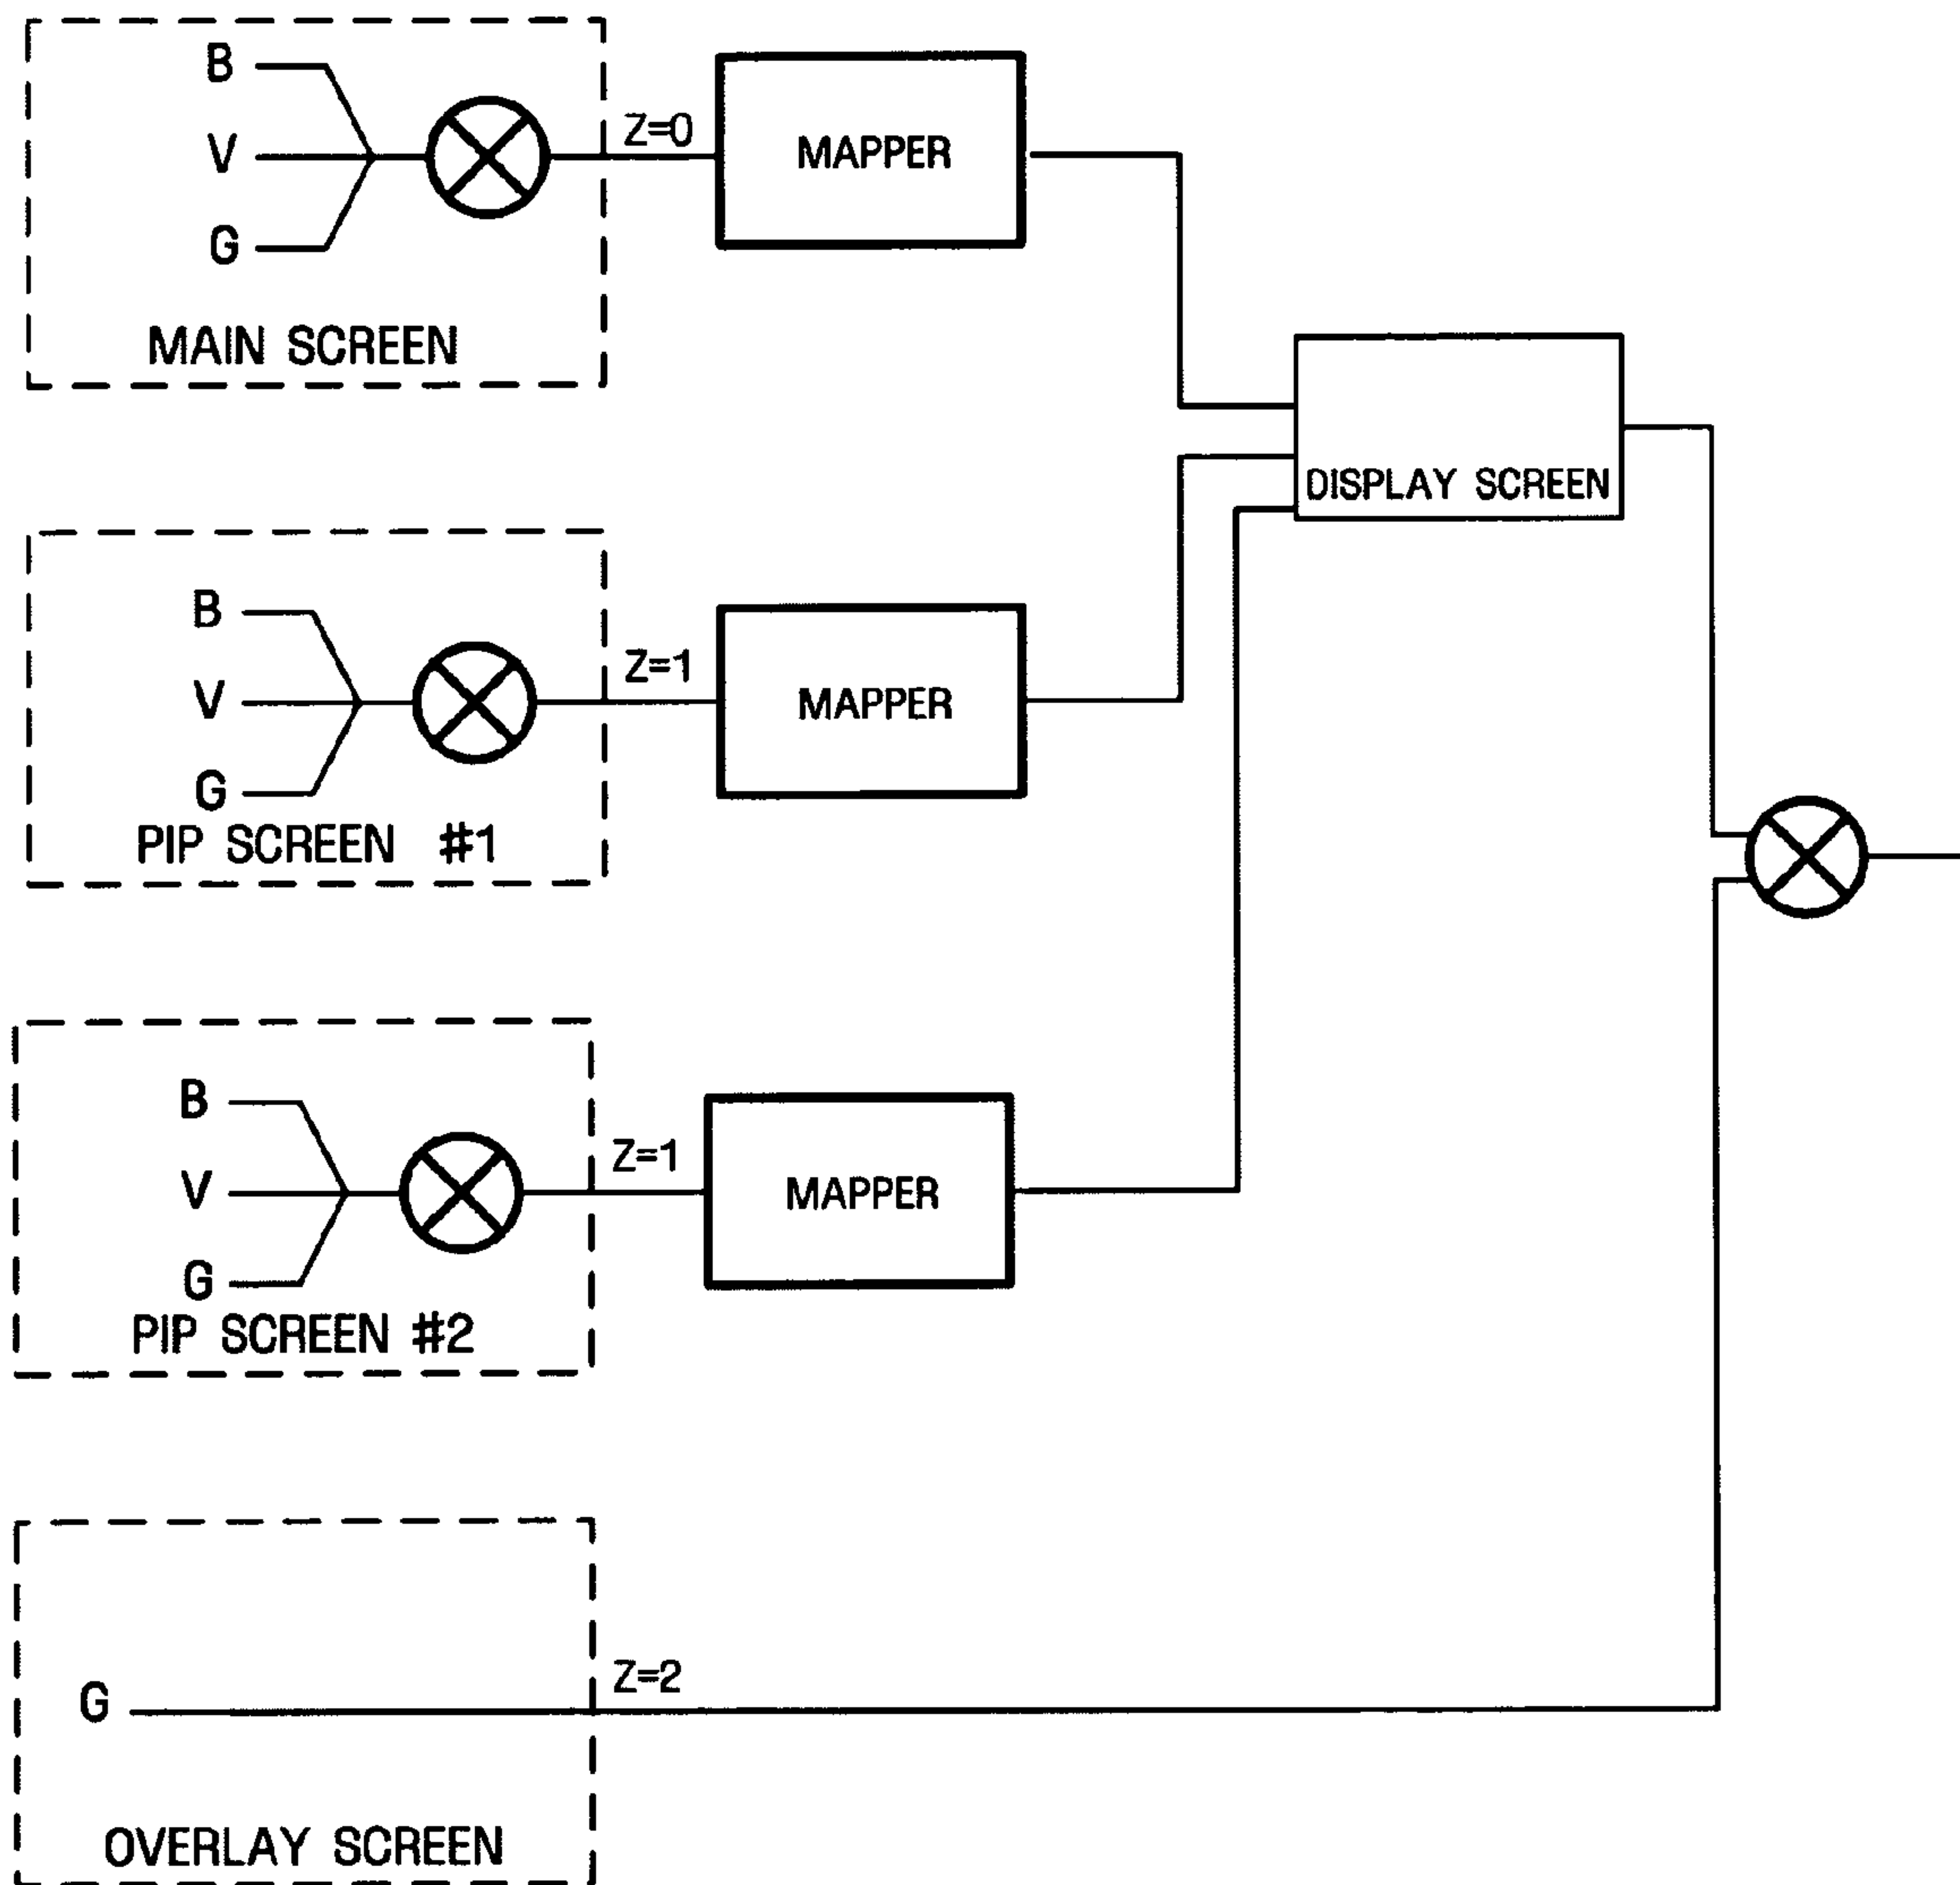 B
V
G
MAIN SCREEN
Z=0
MAPPER
DISPLAY SCREEN
B
V
G
PIP SCREEN #1
Z=1
MAPPER
B
V
G
PIP SCREEN #2
Z=1
MAPPER
G
Z=2
OVERLAY SCREEN